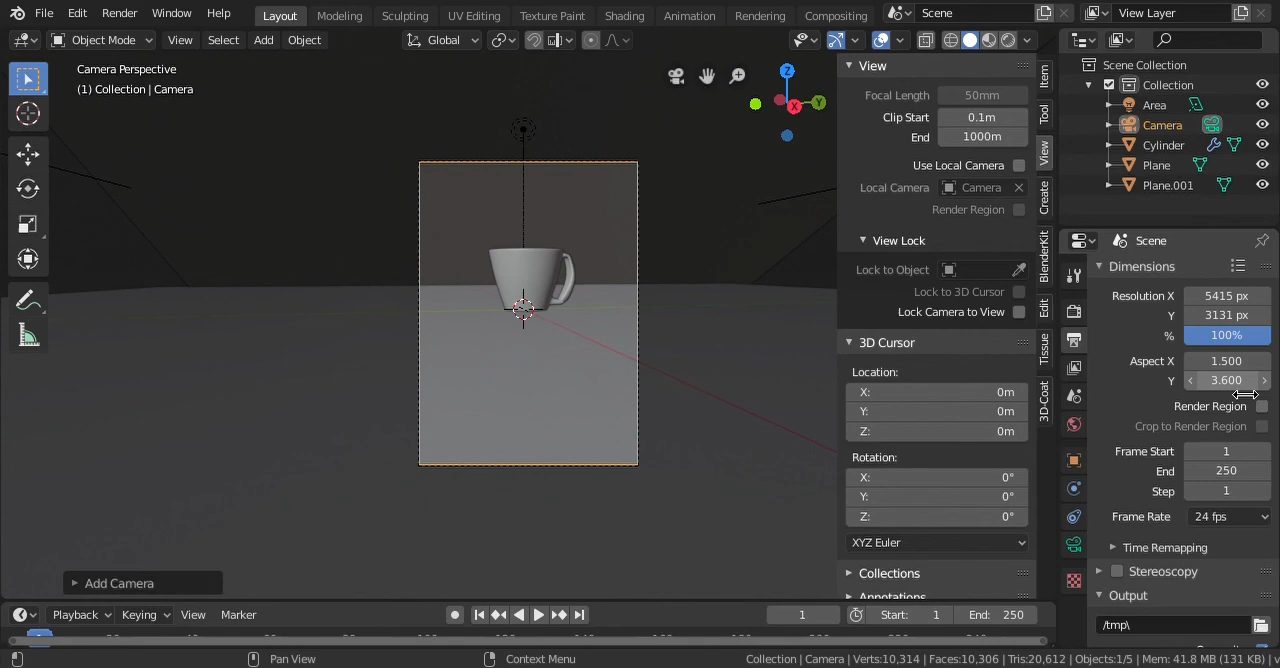 File Edit Render Window Help Layout Modeling Sculpting UV Editing Texture Paint Shading Animation Rendering Compositing Scene View Layer
Object Mode View Select Add Object Global
Camera Perspective
(1) Collection | Camera
Z
Y
X
View
Focal Length 50mm
Clip Start 0.1m
End 1000m
Use Local Camera
Local Camera Camera
Render Region
View Lock
Lock to Object
Lock to 3D Cursor
Lock Camera to View
3D Cursor
Location:
X: 0m
Y: 0m
Z: 0m
Rotation:
X: 0°
Y: 0°
Z: 0°
XYZ Euler
Collections
Annotations
Item
Tool
View
Create
BlenderKit
Edit
Tissue
3D-Coat
Scene Collection
Collection
Area
Camera
Cylinder
Plane
Plane.001
Scene
Dimensions
Resolution X 5415 px
Y 3131 px
% 100%
Aspect X 1.500
Y 3.600
Render Region
Crop to Render Region
Frame Start 1
End 250
Step 1
Frame Rate 24 fps
Time Remapping
Stereoscopy
Output
/tmp\
Add Camera
Playback Keying View Marker 1 Start: 1 End: 250
Pan View Context Menu Collection | Camera | Verts:10,314 | Faces:10,306 | Tris:20,612 | Objects:1/5 | Mem: 41.8 MB (131 KB)